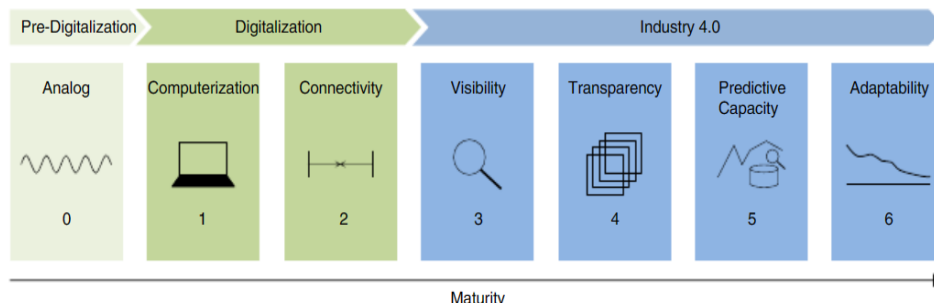 Pre-Digitalization
Digitalization
Industry 4.0
Analog
Computerization
Connectivity
Visibility
Transparency
Predictive
Capacity
Adaptability
0
1
2
3
4
5
6
Maturity